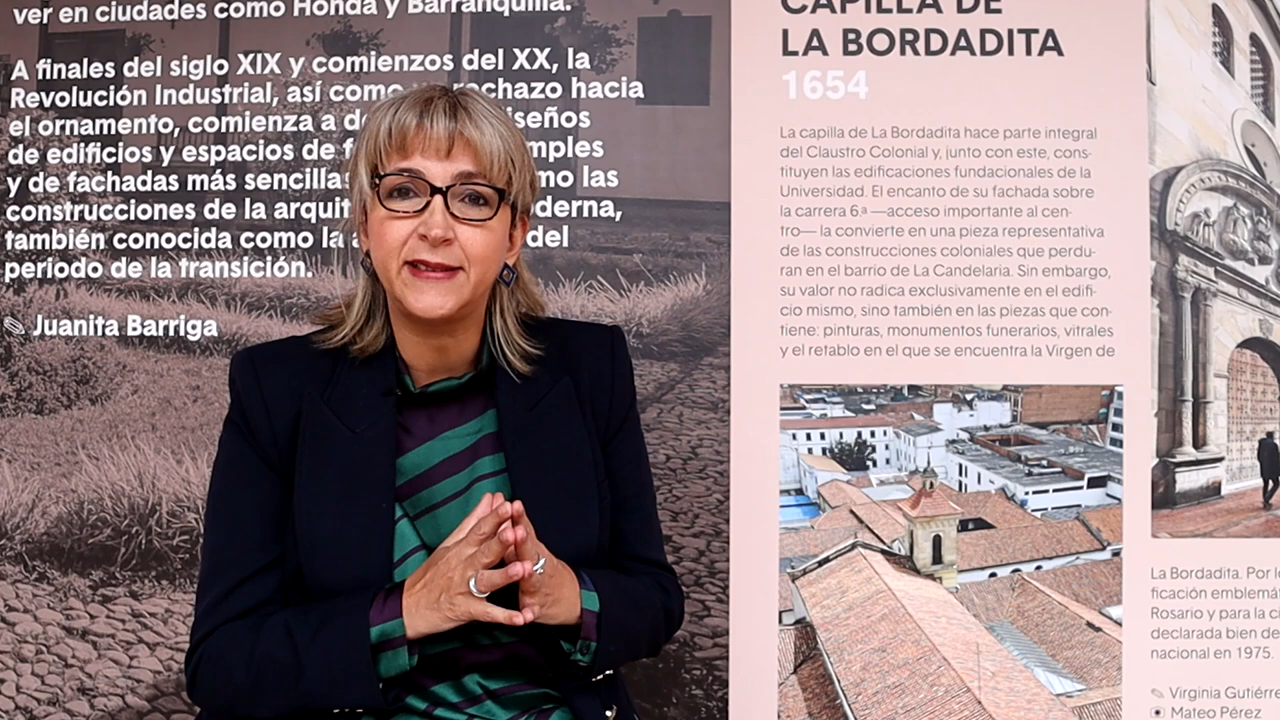 ver en ciudades como Honda y Barranquilla.
A finales del siglo XIX y comienzos del XX, la
Revolución Industrial, así como rechazo hacia
el ornamento, comienza a
de edificios y espacios de
y de fachadas más sencillas las
construcciones de la
también conocida como la del
periodo de la transición.
Juanita Barriga
CAPILLA DE
LA BORDADITA
1654
La capilla de La Bordadita hace parte integral
del Claustro Colonial y, junto con este, cons-
tituyen las edificaciones fundacionales de la
Universidad. El encanto de su fachada sobre
la carrera 6.ª —acceso importante al cen-
tro— la convierte en una pieza representativa
de las construcciones coloniales que perdu-
ran en el barrio de La Candelaria. Sin embargo,
su valor no radica exclusivamente en el edifi-
cio mismo, sino también en las piezas que con-
tiene: pinturas, monumentos funerarios, vitrales
y el retablo en el que se encuentra la Virgen de
La Bordadita. Por
ficación
Rosario y para la
declarada bien de
nacional en 1975.
Virginia
Mateo Pérez